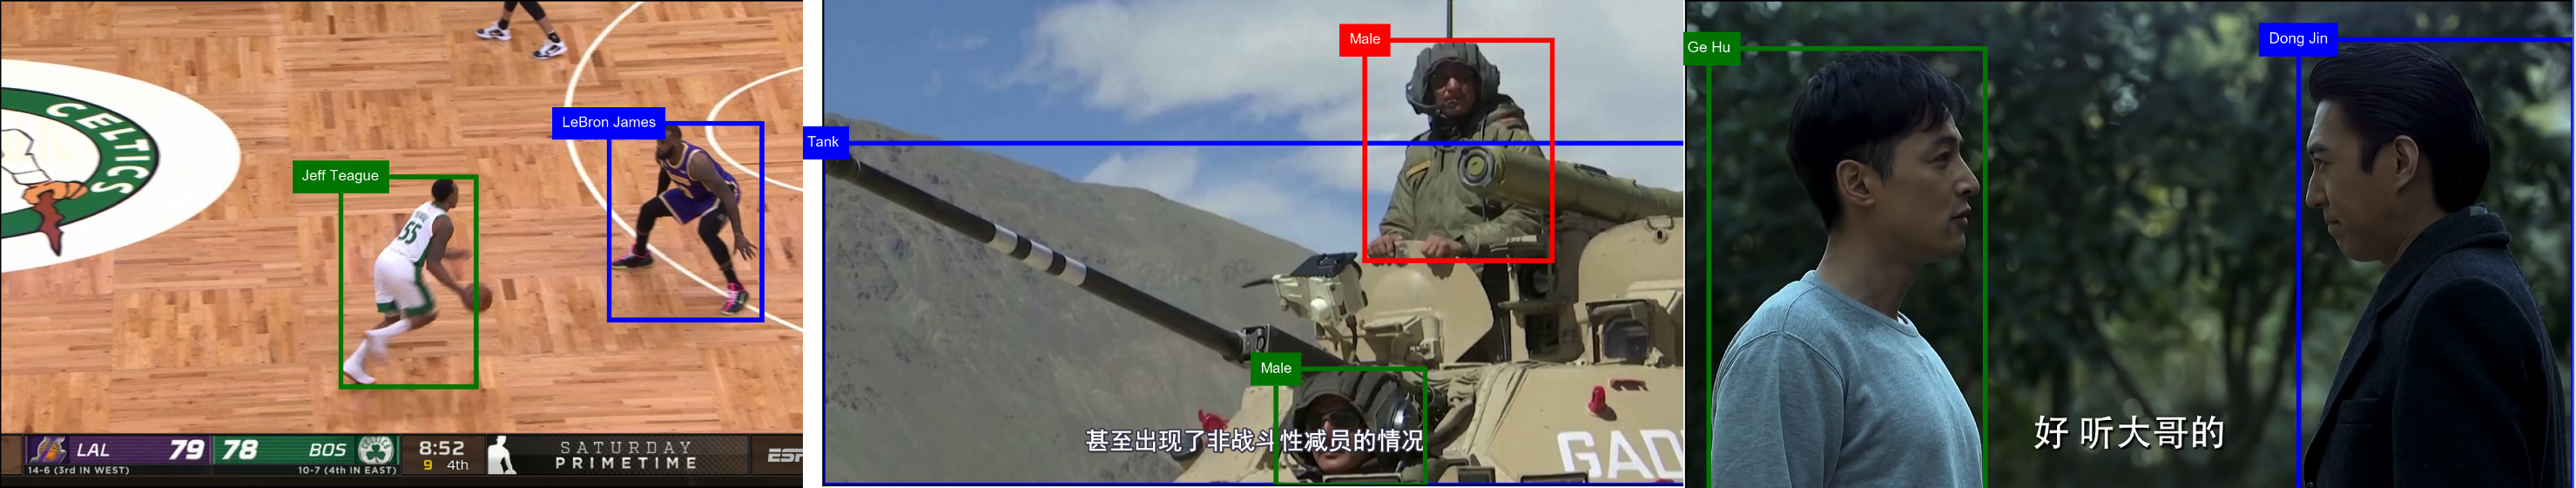 CELTICS
Jeff Teague
LeBron James
55
LAL 79 78 BOS 8:52 SATURDAY
PRIMETIME
14-6 (3rd IN WEST) 10-7 (4th IN EAST) 9 4th
Male
Tank
Male
甚至出现了非战斗性减员的情况
Ge Hu
Dong Jin
好 听大哥的